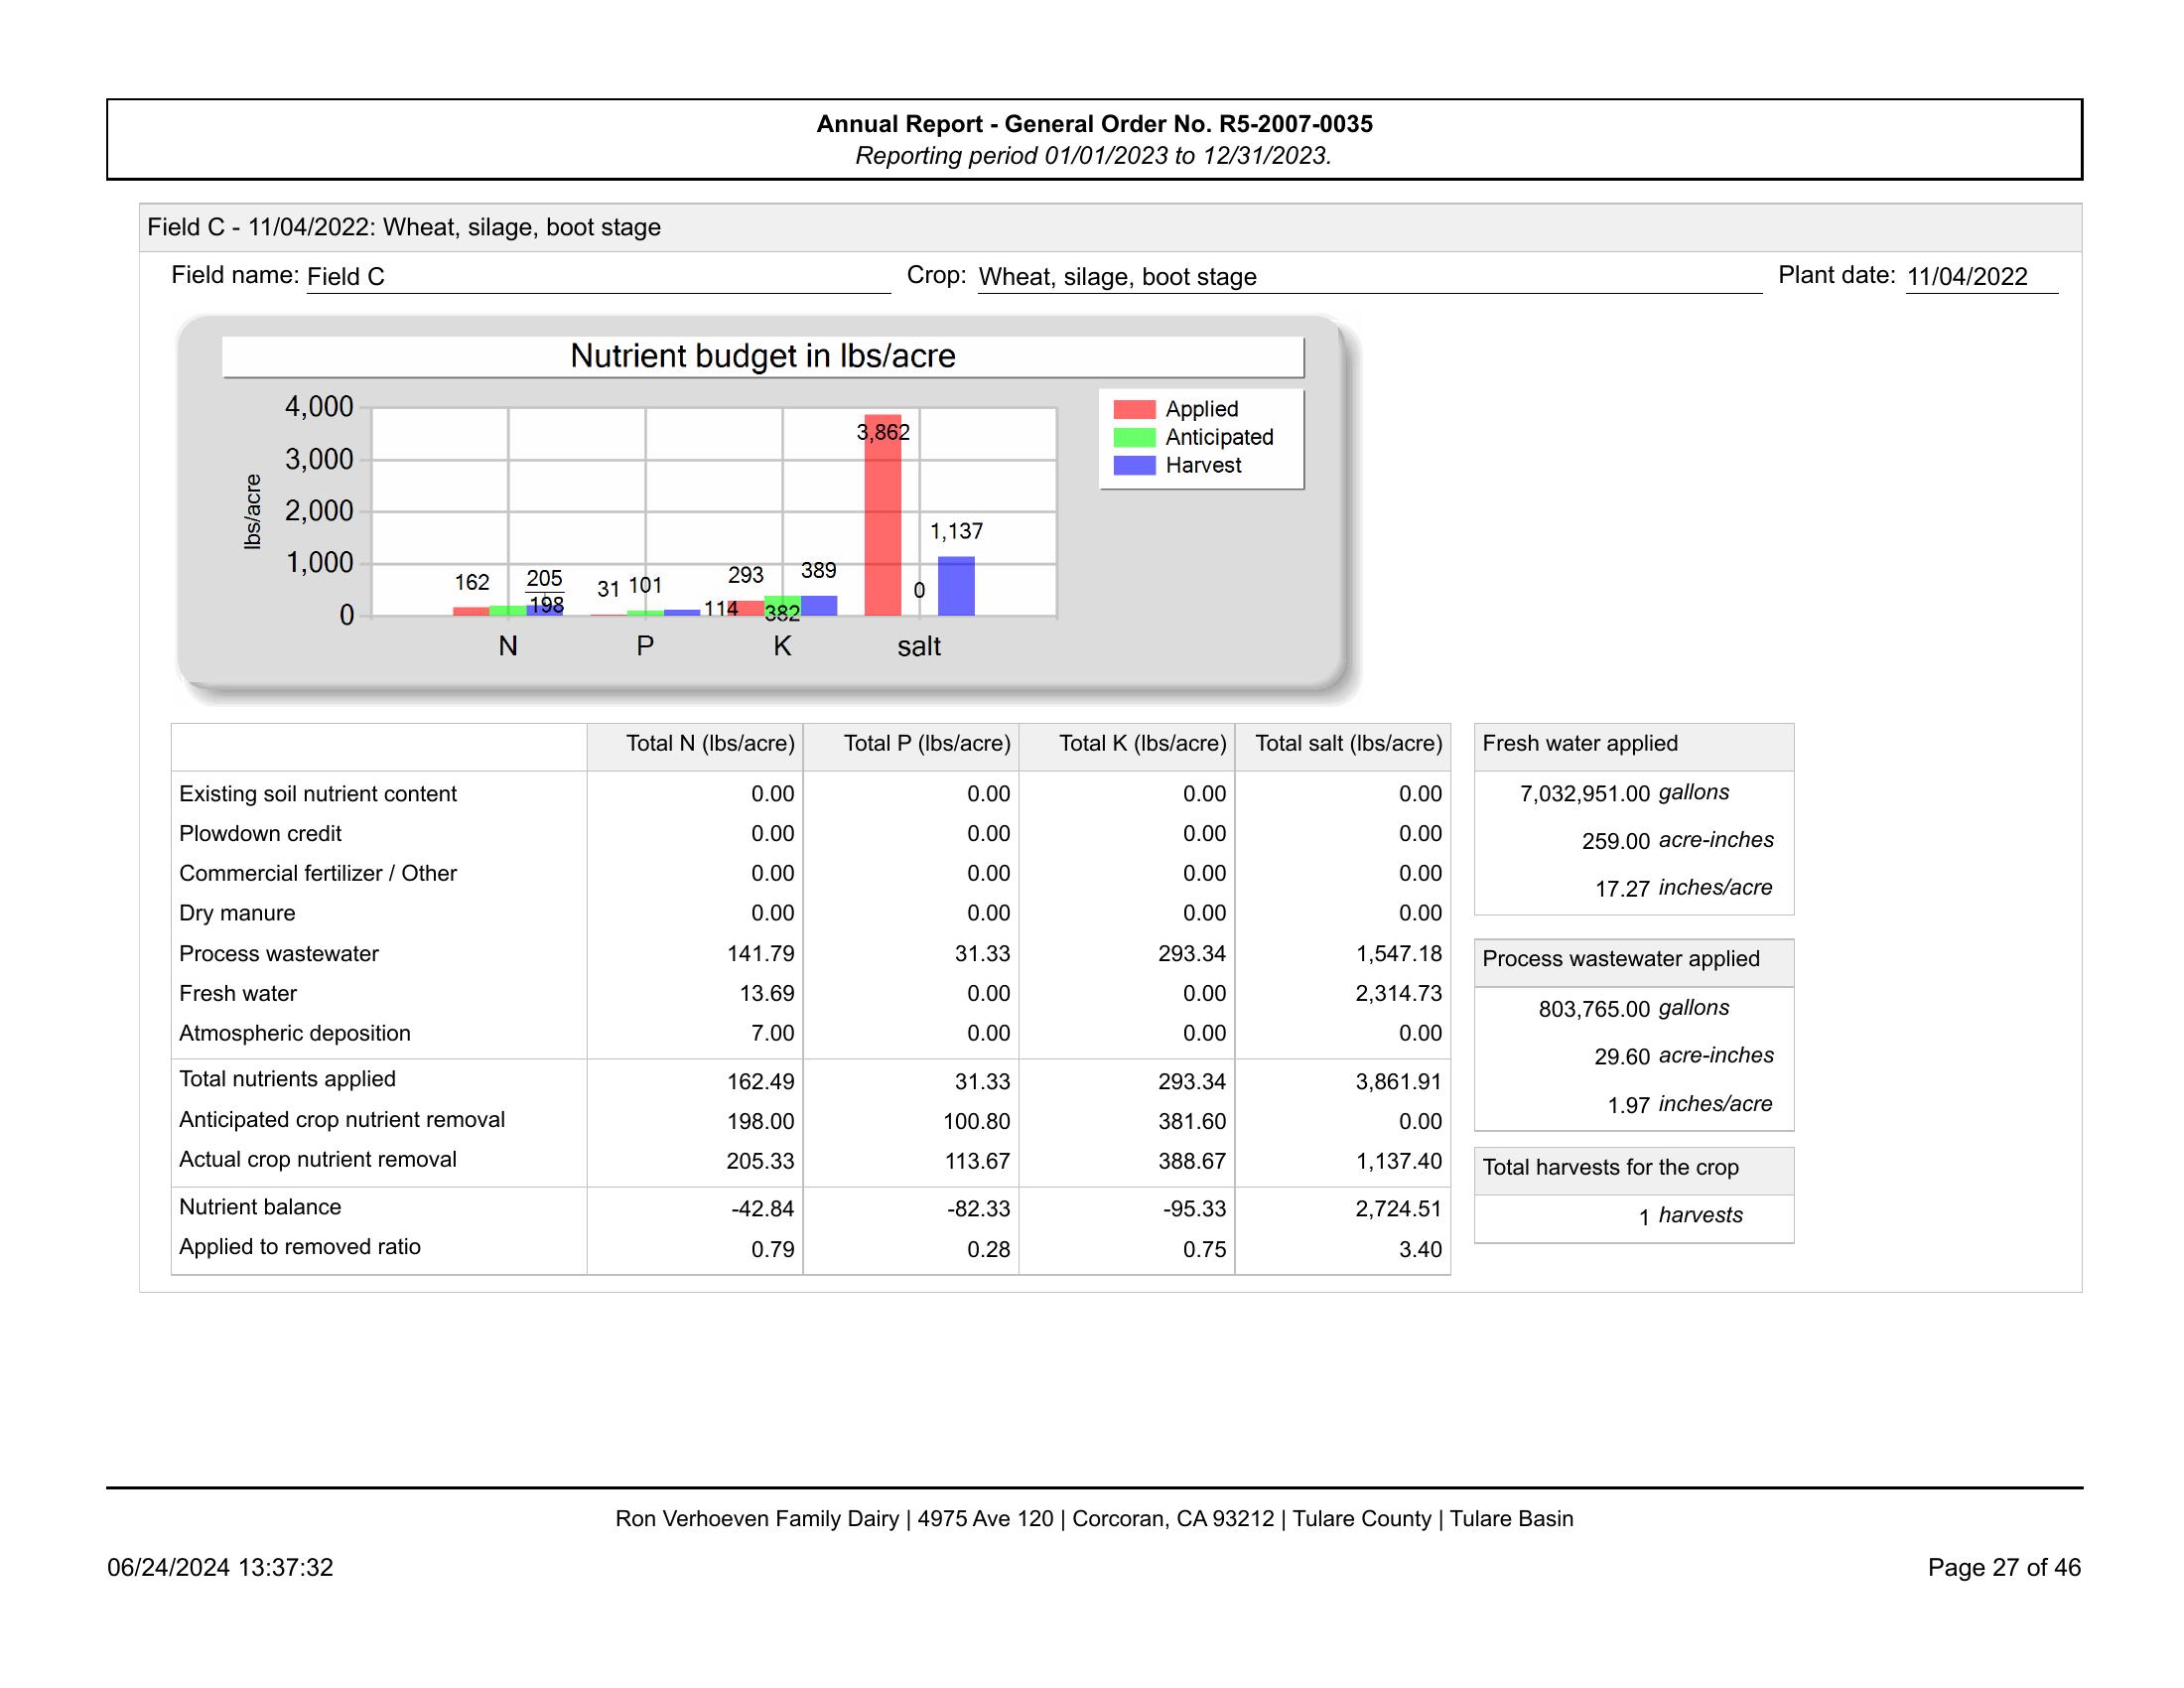 Annual Report - General Order No. R5-2007-0035
Reporting period 01/01/2023 to 12/31/2023.
Field C - 11/04/2022: Wheat, silage, boot stage
Field name: Field C Crop: Wheat, silage, boot stage Plant date: 11/04/2022
Nutrient budget in lbs/acre
Applied
Anticipated
Harvest
lbs/acre
4,000
3,000
2,000
1,000
0
162 205 198 31 101 114 293 382 389 3,862 0 1,137
N P K salt
Total N (lbs/acre) Total P (lbs/acre) Total K (lbs/acre) Total salt (lbs/acre)
Existing soil nutrient content 0.00 0.00 0.00 0.00
Plowdown credit 0.00 0.00 0.00 0.00
Commercial fertilizer / Other 0.00 0.00 0.00 0.00
Dry manure 0.00 0.00 0.00 0.00
Process wastewater 141.79 31.33 293.34 1,547.18
Fresh water 13.69 0.00 0.00 2,314.73
Atmospheric deposition 7.00 0.00 0.00 0.00
Total nutrients applied 162.49 31.33 293.34 3,861.91
Anticipated crop nutrient removal 198.00 100.80 381.60 0.00
Actual crop nutrient removal 205.33 113.67 388.67 1,137.40
Nutrient balance -42.84 -82.33 -95.33 2,724.51
Applied to removed ratio 0.79 0.28 0.75 3.40
Fresh water applied
7,032,951.00 gallons
259.00 acre-inches
17.27 inches/acre
Process wastewater applied
803,765.00 gallons
29.60 acre-inches
1.97 inches/acre
Total harvests for the crop
1 harvests
Ron Verhoeven Family Dairy | 4975 Ave 120 | Corcoran, CA 93212 | Tulare County | Tulare Basin
06/24/2024 13:37:32 Page 27 of 46